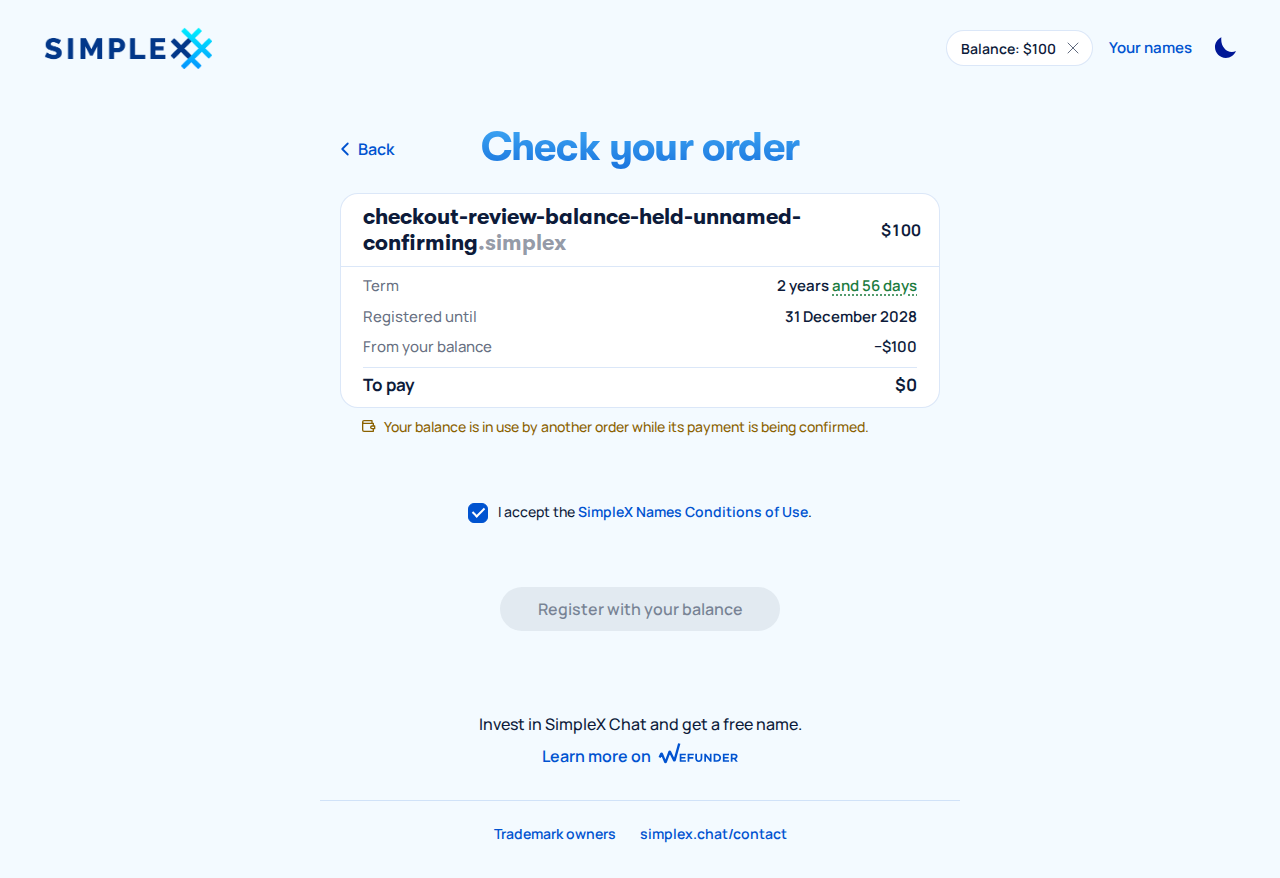 SIMPLEX
Balance: $100
Your names
Back
Check your order
checkout-review-balance-held-unnamed-
confirming.simplex
$100
Term
2 years and 56 days
Registered until
31 December 2028
From your balance
−$100
To pay
$0
Your balance is in use by another order while its payment is being confirmed.
I accept the SimpleX Names Conditions of Use.
Register with your balance
Invest in SimpleX Chat and get a free name.
Learn more on WEFUNDER
Trademark owners
simplex.chat/contact